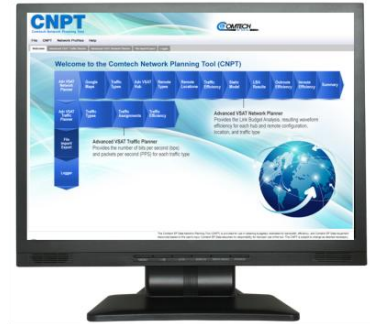 CNPT
Comtech Network Planning Tool
COMTECH
File CNPT Network Profiles Help
Welcome
Welcome to the Comtech Network Planning Tool (CNPT)
Adv VSAT Network Planner
Google Maps
Traffic Types
Adv VSAT Hub
Remote Types
Remote Locations
Traffic Efficiency
Static Modal
LBA Results
Outroute Efficiency
Inroute Efficiency
Summary
Adv VSAT Traffic Planner
Traffic Types
Traffic Assignments
Traffic Efficiency
File Import Export
Logger
Advanced VSAT Network Planner
Provides the Link Budget Analysis, resulting waveform
efficiency for each hub and remote configuration,
location, and traffic type
Advanced VSAT Traffic Planner
Provides the number of bits per second (bps)
and packets per second (PPS) for each traffic type